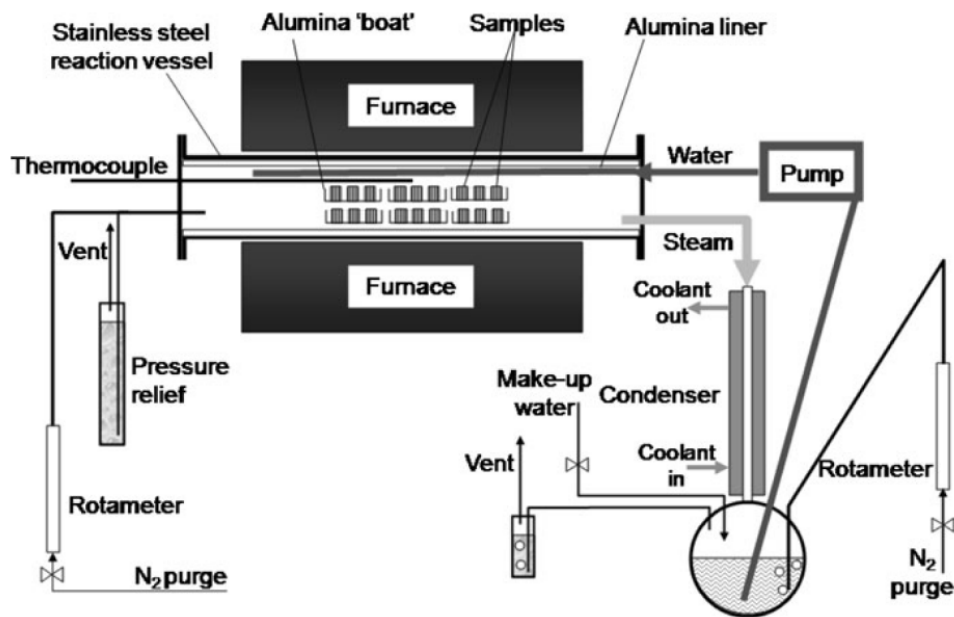 Alumina ‘boat’
Samples
Alumina liner
Stainless steel
reaction vessel
Furnace
Thermocouple
Water
Pump
Vent
Steam
Furnace
Coolant
out
Pressure
relief
Make-up
water
Condenser
Vent
Coolant
in
Rotameter
Rotameter
N2 purge
N2
purge